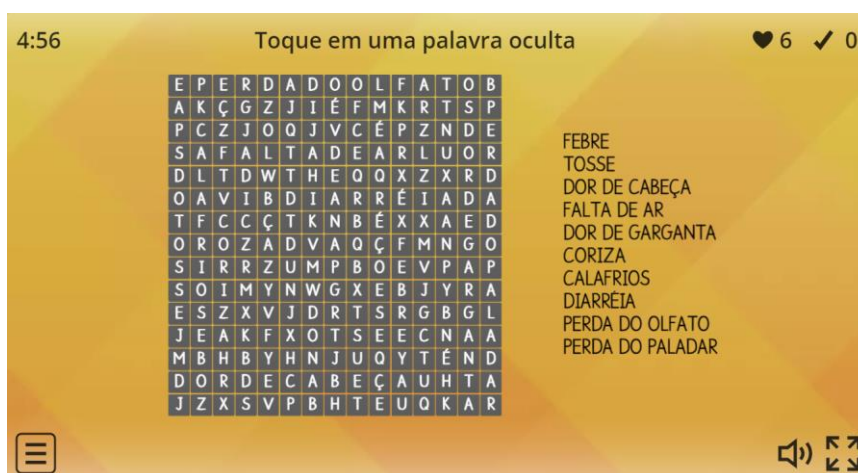 4:56 Toque em uma palavra oculta 6 0
E P E R D A D O O L F A T O B
A K Ç G Z J I É F M K R T S P
P C Z J O Q J V C É P Z N D E
S A F A L T A D E A R L U O R
D L T D W T H E Q Q X Z X R D
O A V I B D I A R R É I A D A
T F C C Ç T K N B É X X A E D
O R O Z A D V A Q Ç F M N G O
S I R R Z U M P B O E V P A P
S O I M Y N W G X E B J Y R A
E S Z X V J D R T S R G B G L
J E A K F X O T S E E C N A A
M B H B Y H N J U Q Y T É N D
D O R D E C A B E Ç A U H T A
J Z X S V P B H T E U Q K A R
FEBRE
TOSSE
DOR DE CABEÇA
FALTA DE AR
DOR DE GARGANTA
CORIZA
CALAFRIOS
DIARRÉIA
PERDA DO OLFATO
PERDA DO PALADAR